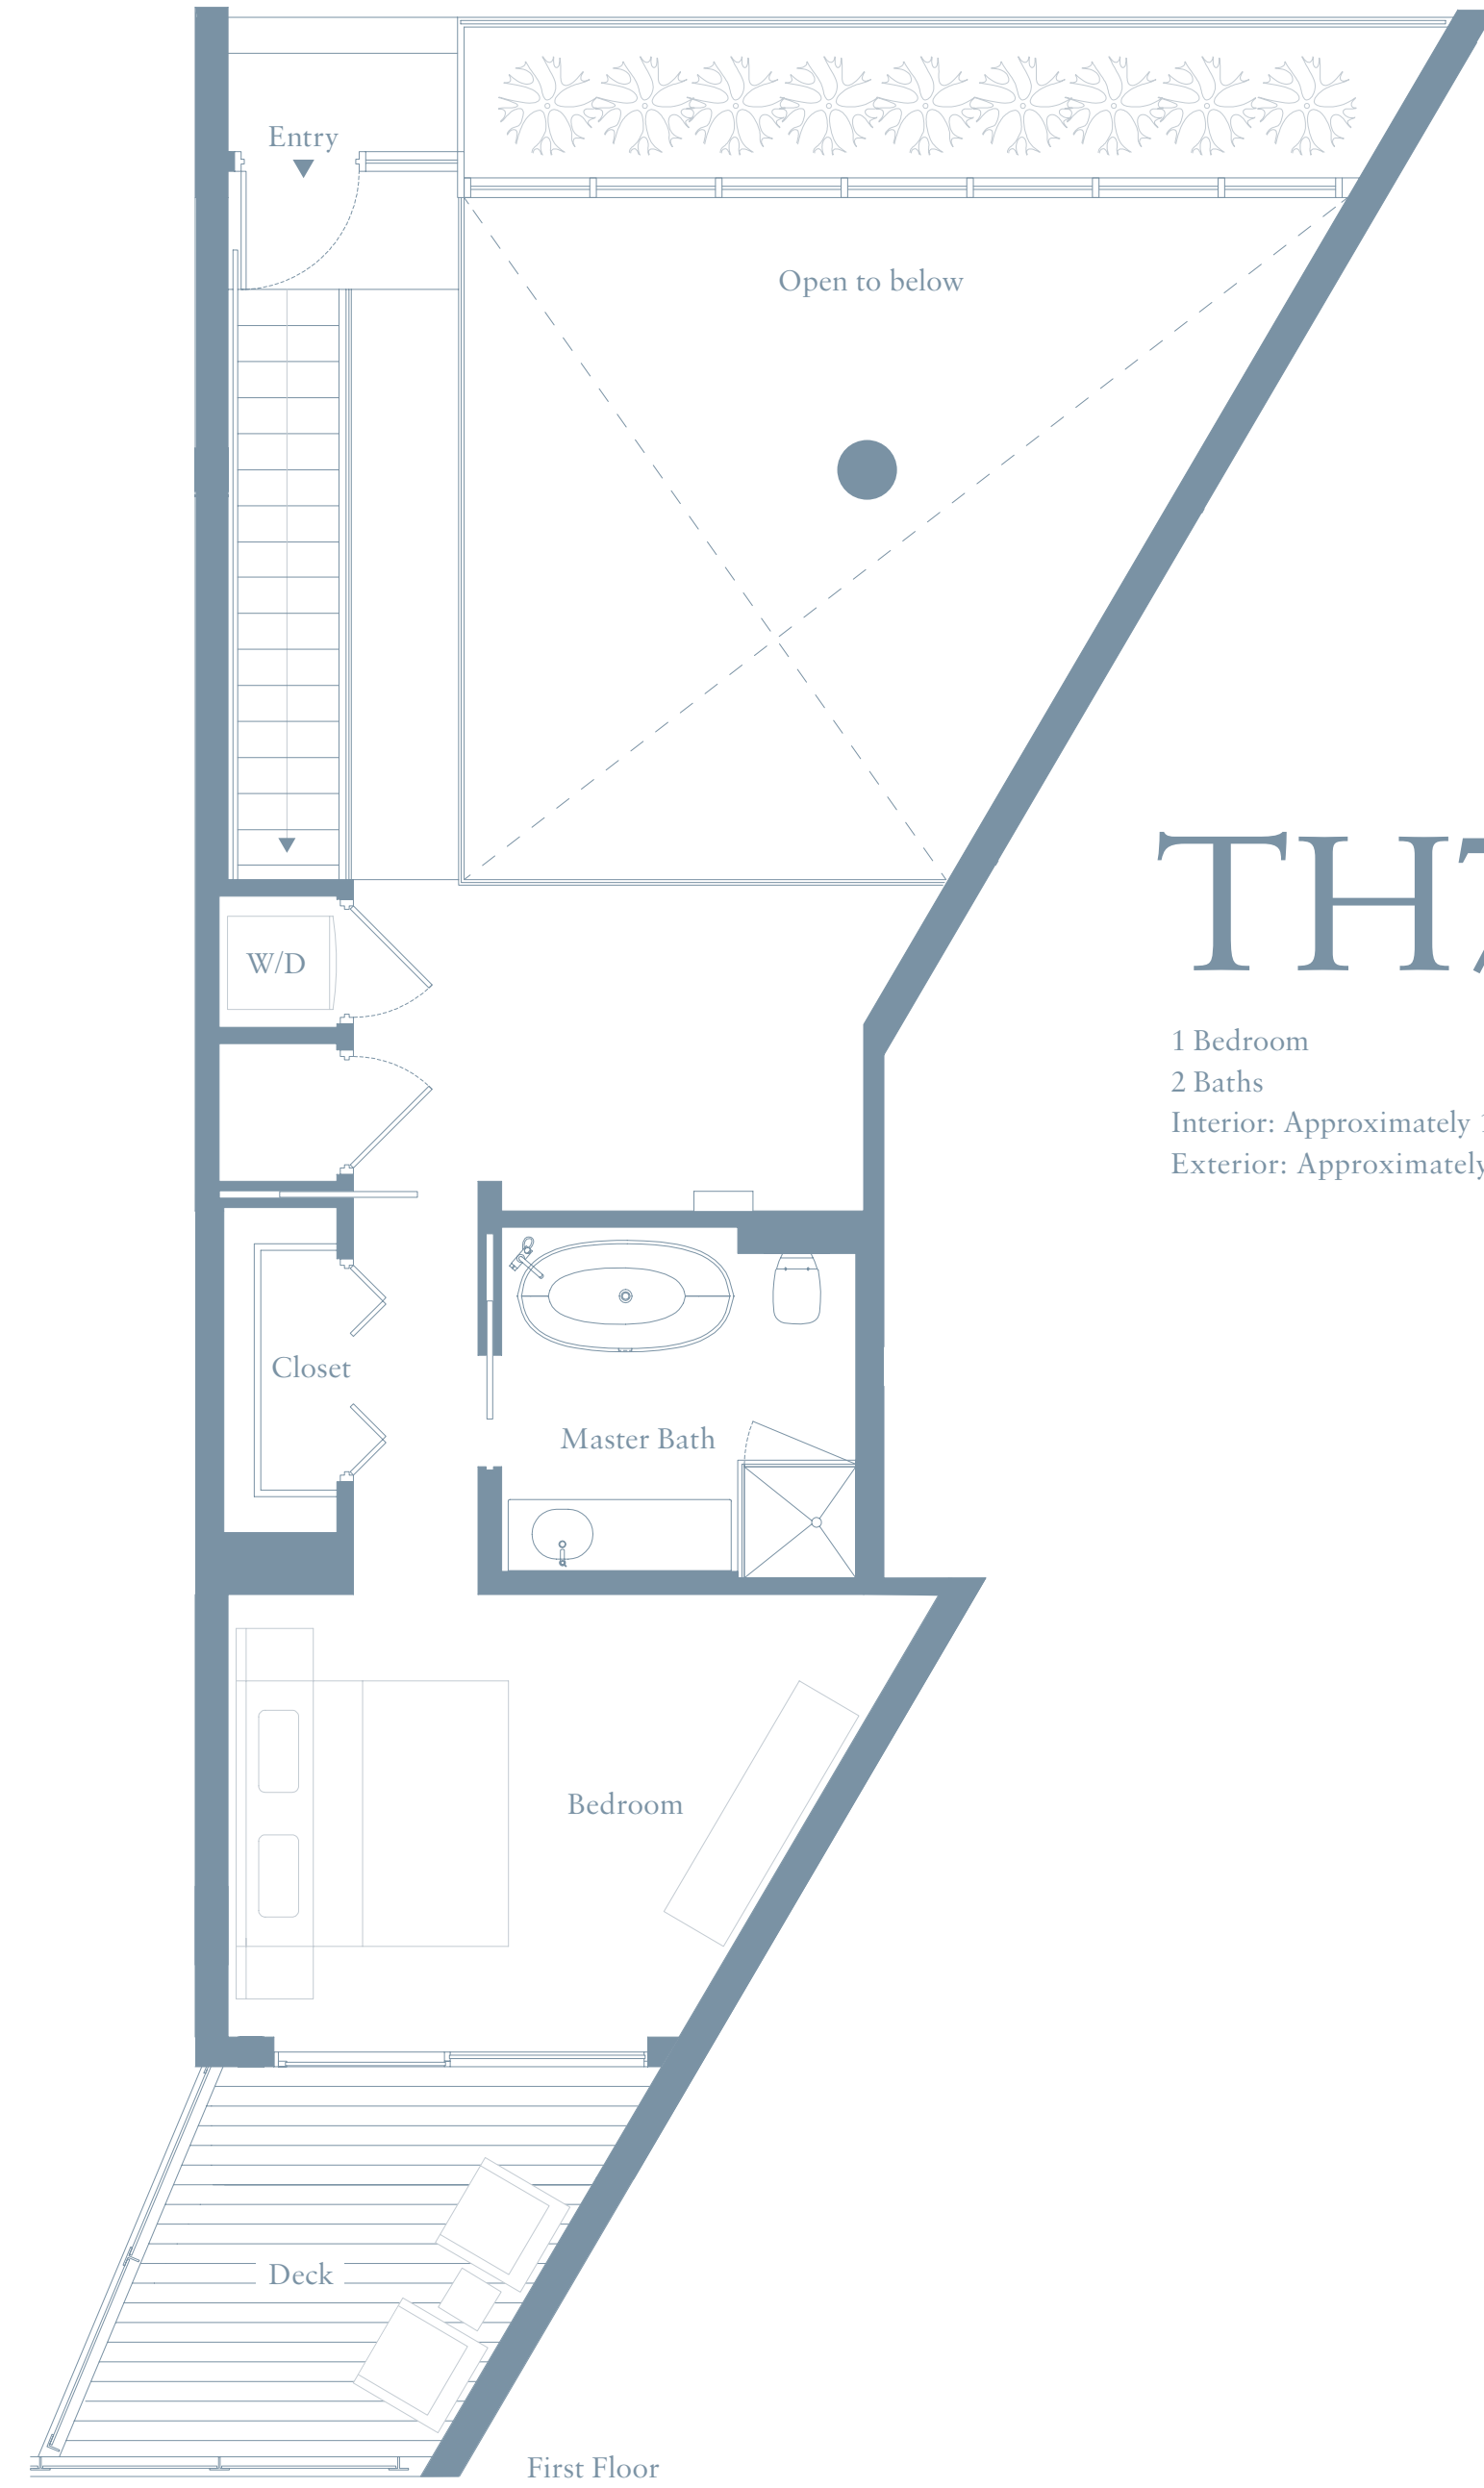 Entry
Open to below
W/D
TH
1 Bedroom
2 Baths
Interior: Approximately
Exterior: Approximately
Closet
Master Bath
Bedroom
Deck
First Floor